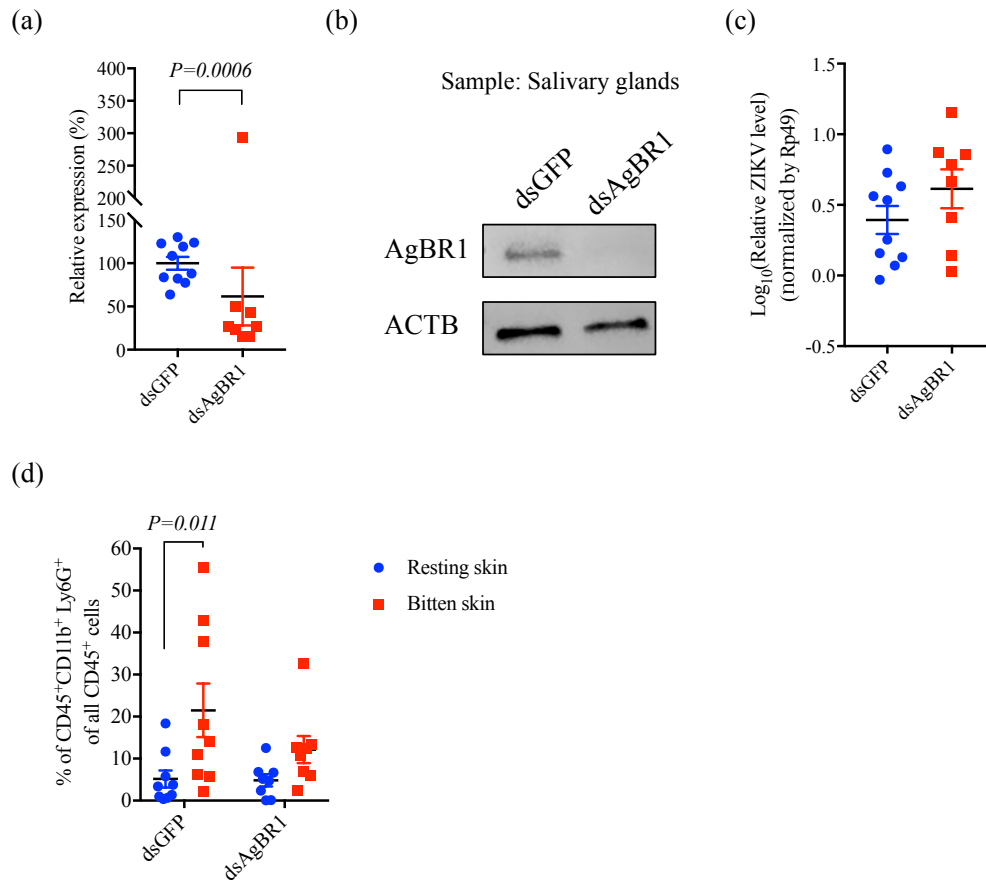 (a)
P=0.0006
Relative expression (%)
400
350
300
250
200
150
100
50
0
dsGFP
dsAgBR1
(b)
Sample: Salivary glands
dsGFP
dsAgBR1
AgBR1
ACTB
(c)
Log₁₀(Relative ZIKV level)
(normalized by Rp49)
1.5
1.0
0.5
0.0
-0.5
dsGFP
dsAgBR1
(d)
P=0.011
% of CD45⁺CD11b⁺ Ly6G⁺
of all CD45⁺ cells
60
50
40
30
20
10
0
dsGFP
dsAgBR1
Resting skin
Bitten skin